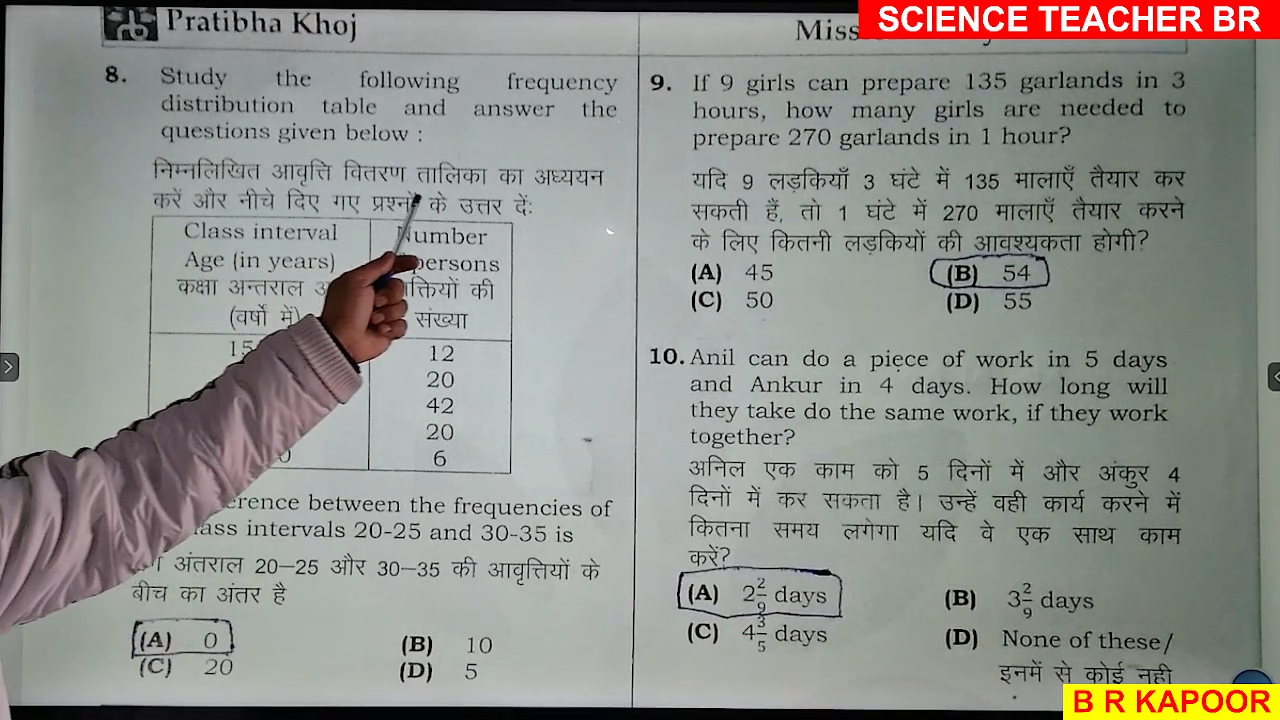 Pratibha Khoj
Miss
SCIENCE TEACHER BR
8. Study the following frequency
distribution table and answer the
questions given below :
निम्नलिखित आवृत्ति वितरण तालिका का अध्ययन
करें और नीचे दिए गए प्रश्नों के उत्तर दें:
Class interval
Age (in years)
कक्षा अन्तराल
(वर्षों में)
Number
persons
की
संख्या
12
20
42
20
6
between the frequencies of
intervals 20-25 and 30-35 is
अंतराल 20–25 और 30–35 की आवृत्तियों के
बीच का अंतर है
(A) 0
(B) 10
(C) 20
(D) 5
9. If 9 girls can prepare 135 garlands in 3
hours, how many girls are needed to
prepare 270 garlands in 1 hour?
यदि 9 लड़कियाँ 3 घंटे में 135 मालाएँ तैयार कर
सकती हैं, तो 1 घंटे में 270 मालाएँ तैयार करने
के लिए कितनी लड़कियों की आवश्यकता होगी?
(A) 45
(B) 54
(C) 50
(D) 55
10. Anil can do a piece of work in 5 days
and Ankur in 4 days. How long will
they take do the same work, if they work
together?
अनिल एक काम को 5 दिनों में और अंकुर 4
दिनों में कर सकता है। उन्हें वही कार्य करने में
कितना समय लगेगा यदि वे एक साथ काम
करें?
(A) 2 2/9 days
(B) 3 2/9 days
(C) 4 3/5 days
(D) None of these/
इनमें से कोई नही
B R KAPOOR